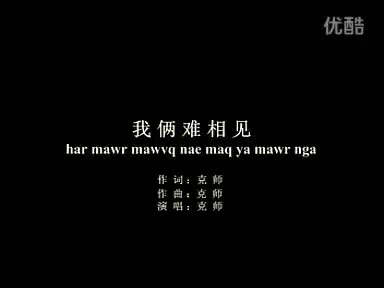 优酷
我俩难相见
har mawr mawvq nae maq ya mawr nga
作 词：克 师
作 曲：克 师
演 唱：克 师